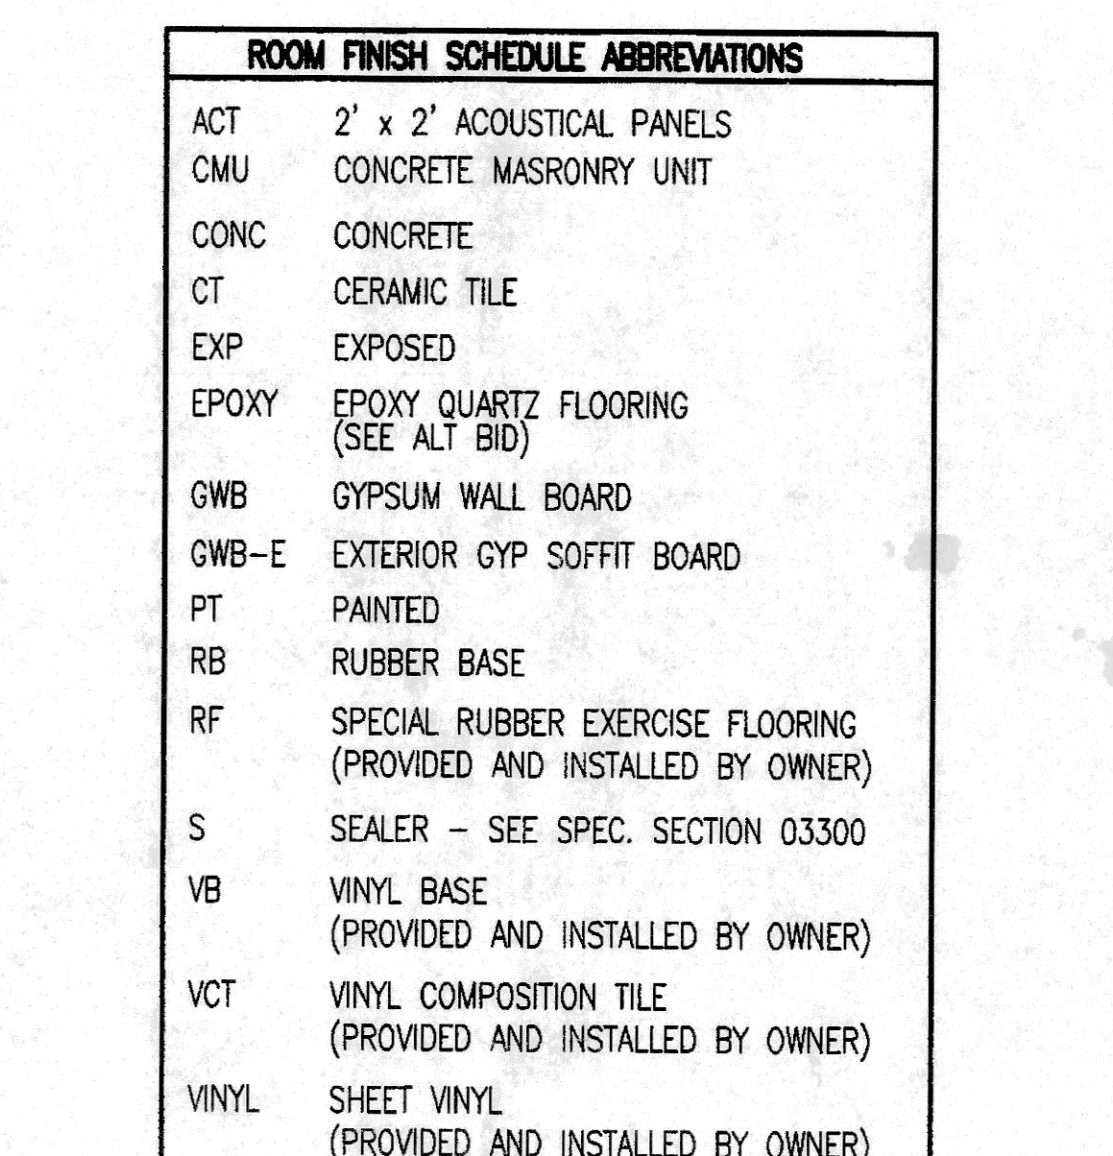 ROOM FINISH SCHEDULE ABBREVIATIONS
ACT 2' x 2' ACOUSTICAL PANELS
CMU CONCRETE MASRONRY UNIT
CONC CONCRETE
CT CERAMIC TILE
EXP EXPOSED
EPOXY EPOXY QUARTZ FLOORING
(SEE ALT BID)
GWB GYPSUM WALL BOARD
GWB-E EXTERIOR GYP SOFFIT BOARD
PT PAINTED
RB RUBBER BASE
RF SPECIAL RUBBER EXERCISE FLOORING
(PROVIDED AND INSTALLED BY OWNER)
S SEALER – SEE SPEC. SECTION 03300
VB VINYL BASE
(PROVIDED AND INSTALLED BY OWNER)
VCT VINYL COMPOSITION TILE
(PROVIDED AND INSTALLED BY OWNER)
VINYL SHEET VINYL
(PROVIDED AND INSTALLED BY OWNER)